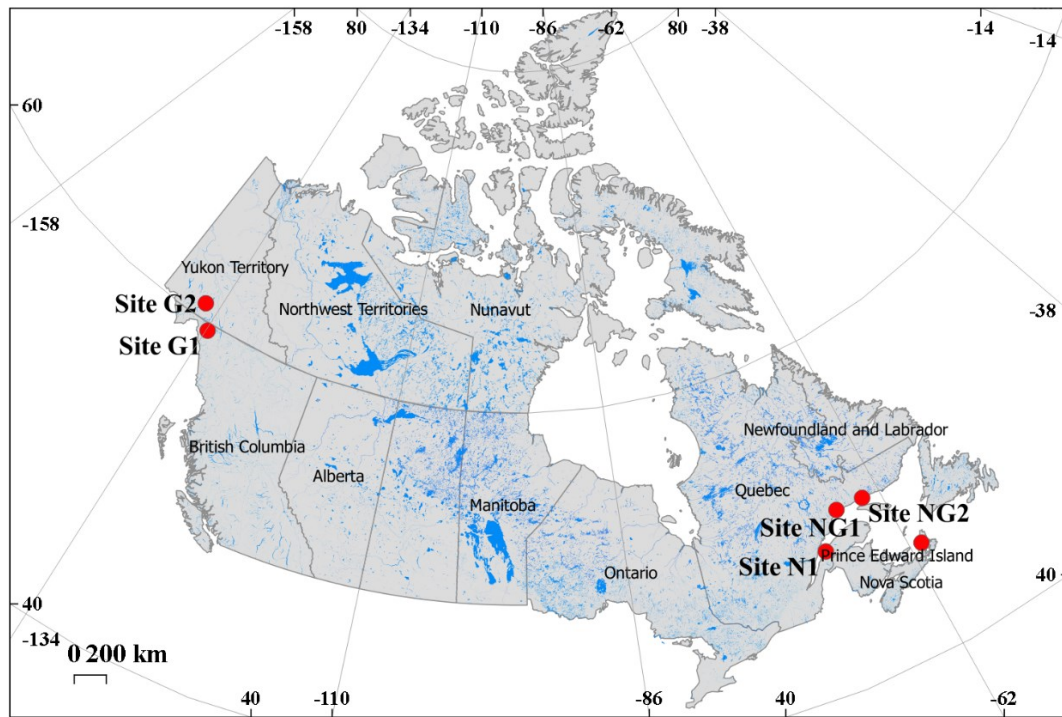 -158 80 -134 -110 -86 -62 80 -38 -14
-14
60
-158
Yukon Territory
Site G2
Northwest Territories
Nunavut
-38
Site G1
Newfoundland and Labrador
British Columbia
Alberta
Quebec
Manitoba
Site NG2
Site NG1
Prince Edward Island
Site N1
Ontario
Nova Scotia
40
40
-134
0 200 km
40 -110 -86 40 -62